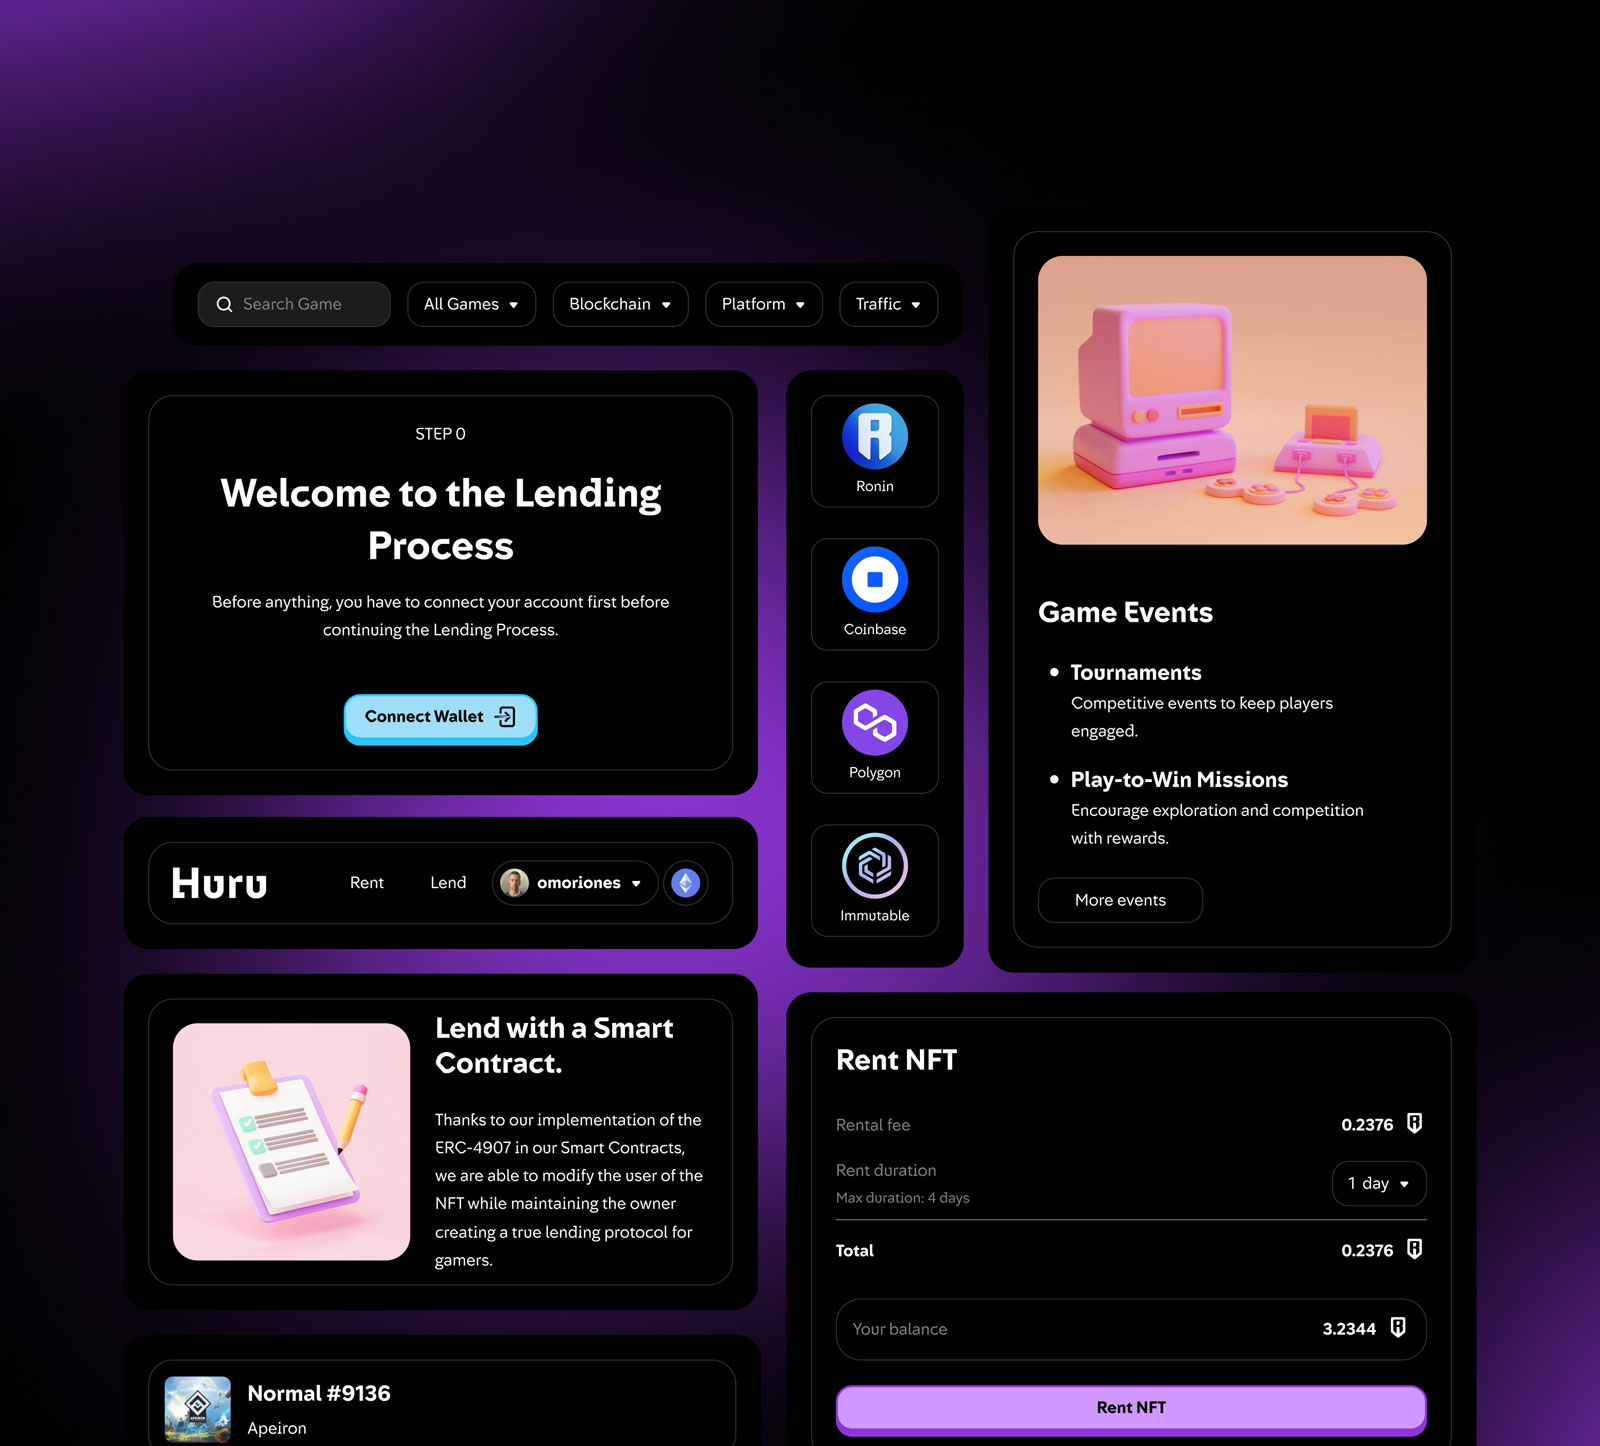 Search Game
All Games
Blockchain
Platform
Traffic
STEP 0
Welcome to the Lending
Process
Before anything, you have to connect your account first before
continuing the Lending Process.
Connect Wallet
Ronin
Coinbase
Polygon
Immutable
Game Events
Tournaments
Competitive events to keep players
engaged.
Play-to-Win Missions
Encourage exploration and competition
with rewards.
More events
Huru
Rent
Lend
omoriones
Lend with a Smart
Contract.
Thanks to our implementation of the
ERC-4907 in our Smart Contracts,
we are able to modify the user of the
NFT while maintaining the owner
creating a true lending protocol for
gamers.
Rent NFT
Rental fee
0.2376
Rent duration
Max duration: 4 days
1 day
Total
0.2376
Your balance
3.2344
Rent NFT
APEIRON
Normal #9136
Apeiron